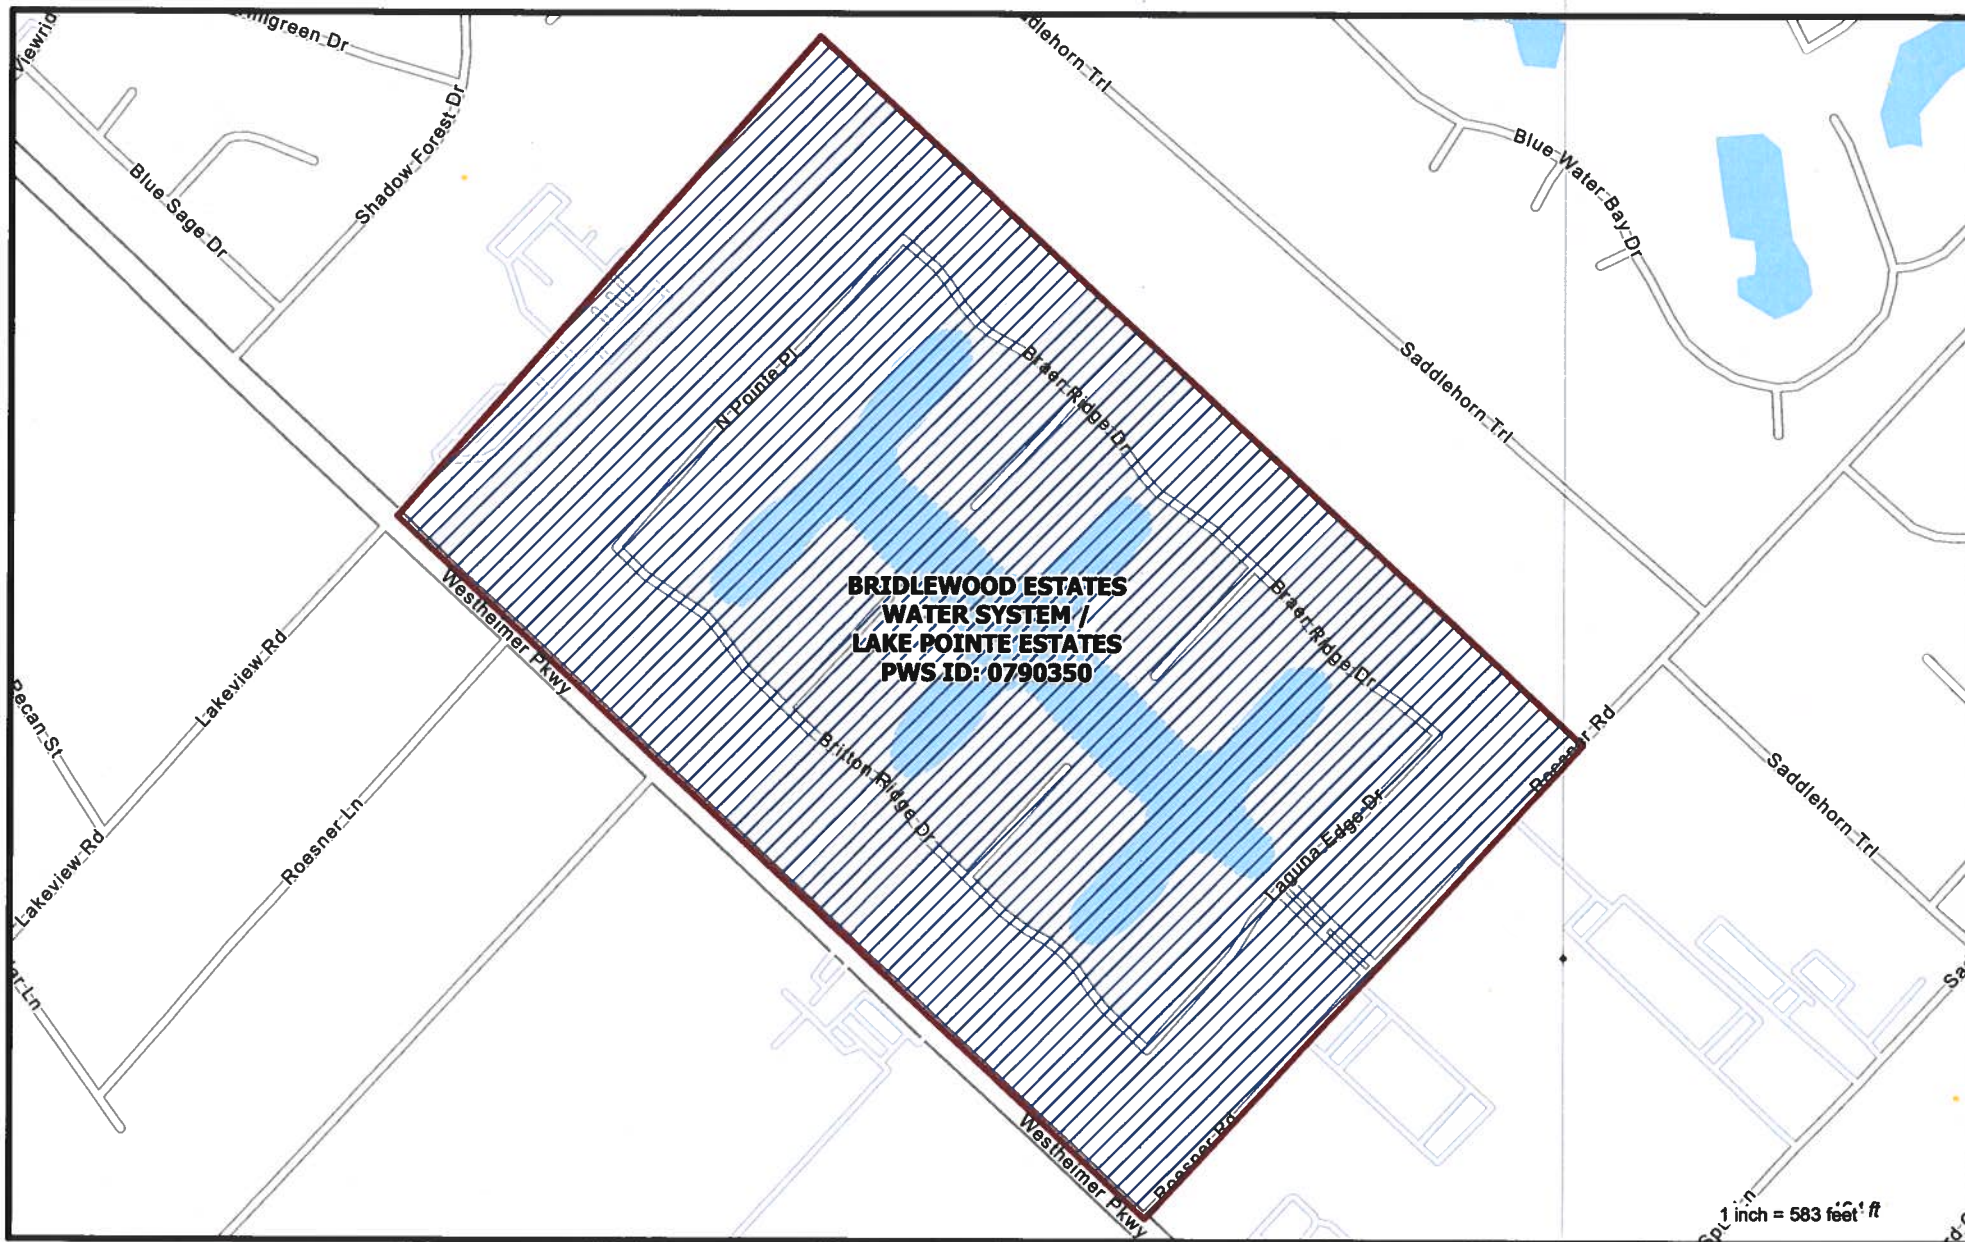 Viewrid
Shadow Forest Dr
Blue Sage Dr
Saddlehorn Trl
Blue Water Bay Dr
Saddlehorn Trl
N Pointe Pl
Braer Ridge Dr
BRIDLEWOOD ESTATES
WATER SYSTEM /
LAKE POINTE ESTATES
PWS ID: 0790350
Braer Ridge Dr
Westheimer Pkwy
Lakeview Rd
Pecan St
Roesner Rd
Britton Ridge Dr
Laguna Edge Dr
Saddlehorn Trl
Roesner Ln
Lakeview Rd
Westheimer Pkwy
Roesner Rd
1 inch = 583 feet